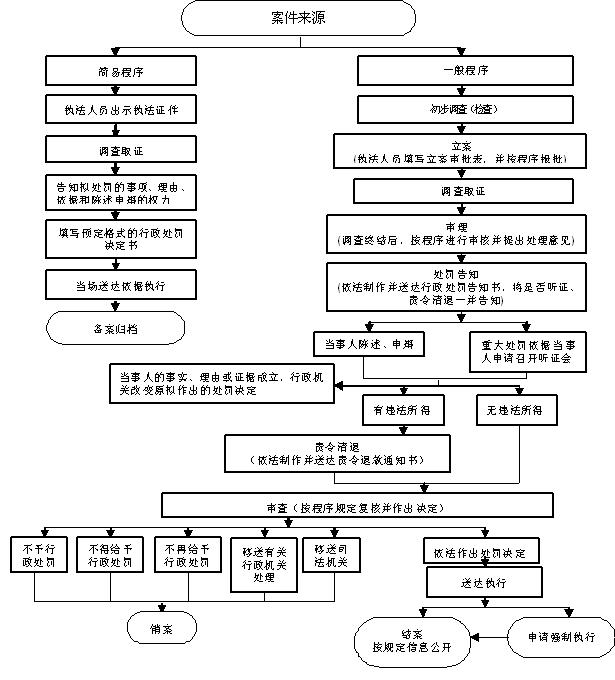 案件来源
简易程序
执法人员出示执法证件
调查取证
告知拟处罚的事项、理由、
依据和陈述申辩的权力
填写预定格式的行政处罚
决定书
当场送达依据执行
备案归档
一般程序
初步调查(检查)
立案
(执法人员填写立案审批表，并按程序报批)
调查取证
审理
(调查终结后，按程序进行审核并提出处理意见)
处罚告知
(依法制作并送达行政处罚告知书，将是否听证、
责令清退一并告知)
当事人陈述、申辩
重大处罚依据当事
人申请召开听证会
当事人的事实、理由或证据成立，行政机
关改变原拟作出的处罚决定
有违法所得
无违法所得
责令清退
（依法制作并送达责令退款通知书）
审查（按程序规定复核并作出决定）
不予行
政处罚
不得给予
行政处罚
不再给予
行政处罚
移送有关
行政机关
处理
移送司
法机关
依法作出处罚决定
送达执行
销案
结案
按规定信息公开
申请强制执行